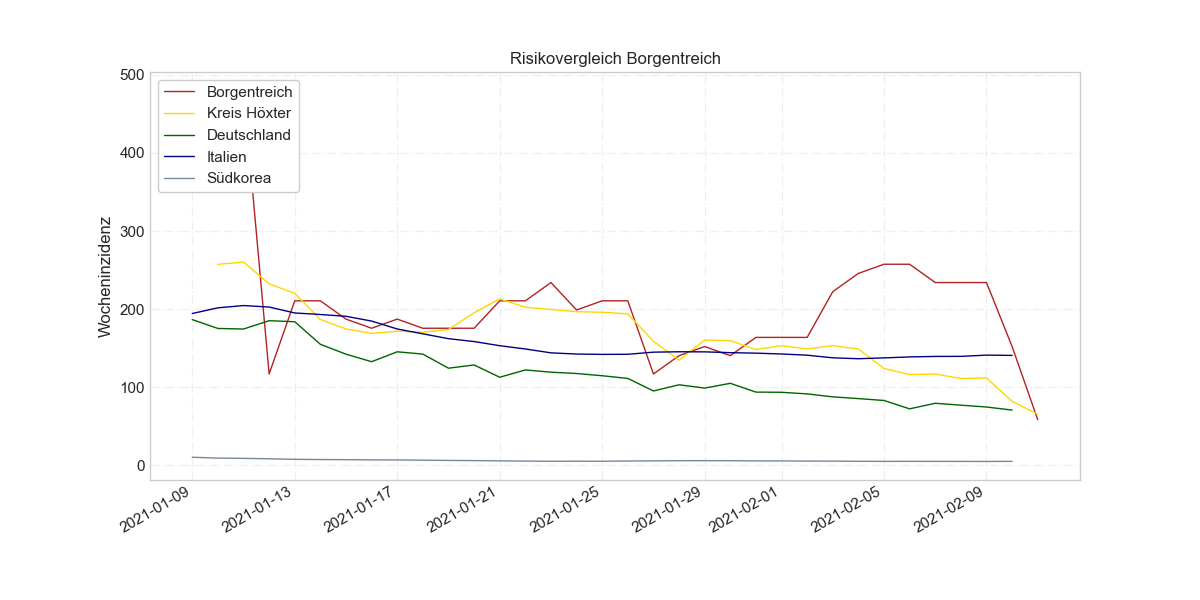 Risikovergleich Borgentreich
Wocheninzidenz
500
400
300
200
100
0
Borgentreich
Kreis Höxter
Deutschland
Italien
Südkorea
2021-01-09
2021-01-13
2021-01-17
2021-01-21
2021-01-25
2021-01-29
2021-02-01
2021-02-05
2021-02-09